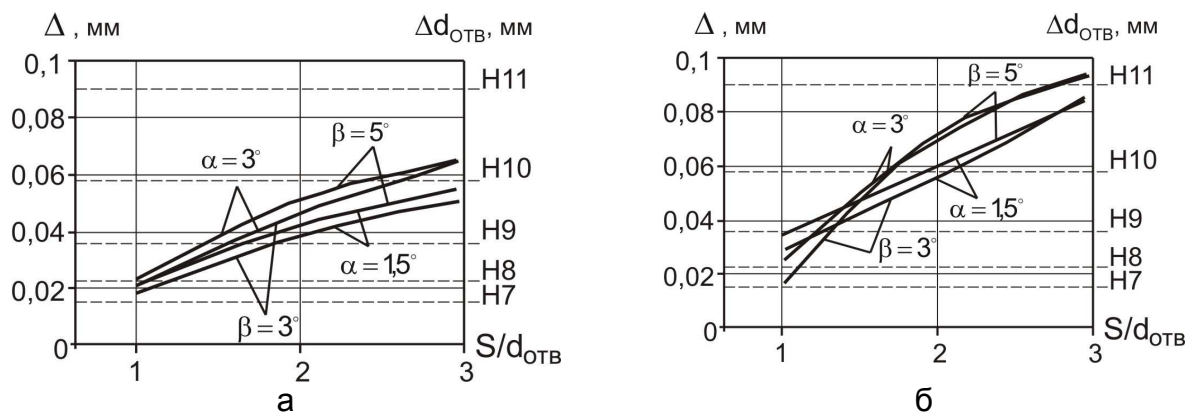 Δ , мм
Δd_ОТВ, мм
0,1
0,08
0,06
0,04
0,02
0
H11
H10
H9
H8
H7
α = 3°
β = 5°
β = 3°
α = 1,5°
1
2
3
S/d_ОТВ
а
Δ , мм
Δd_ОТВ, мм
0,1
0,08
0,06
0,04
0,02
0
H11
H10
H9
H8
H7
β = 5°
α = 3°
α = 1,5°
β = 3°
1
2
3
S/d_ОТВ
б